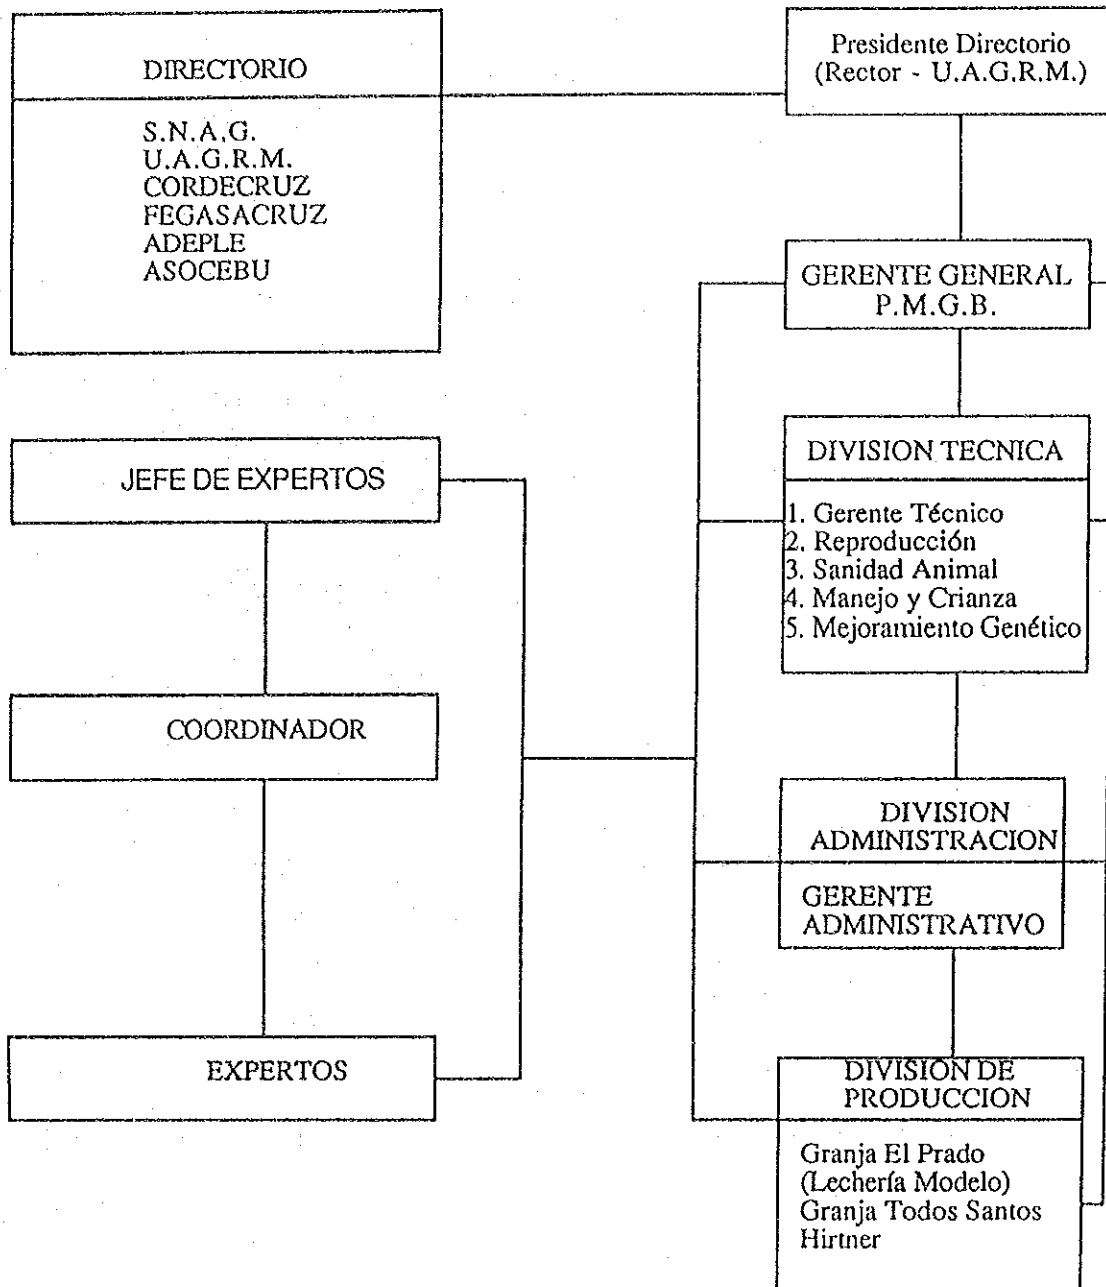 DIRECTORIO
S.N.A.G.
U.A.G.R.M.
CORDECRUZ
FEGASACRUZ
ADEPLE
ASOCEBU
Presidente Directorio
(Rector - U.A.G.R.M.)
GERENTE GENERAL
P.M.G.B.
JEFE DE EXPERTOS
COORDINADOR
EXPERTOS
DIVISION TECNICA
1. Gerente Técnico
2. Reproducción
3. Sanidad Animal
4. Manejo y Crianza
5. Mejoramiento Genético
DIVISION
ADMINISTRACION
GERENTE
ADMINISTRATIVO
DIVISION DE
PRODUCCION
Granja El Prado
(Lechería Modelo)
Granja Todos Santos
Hirtner